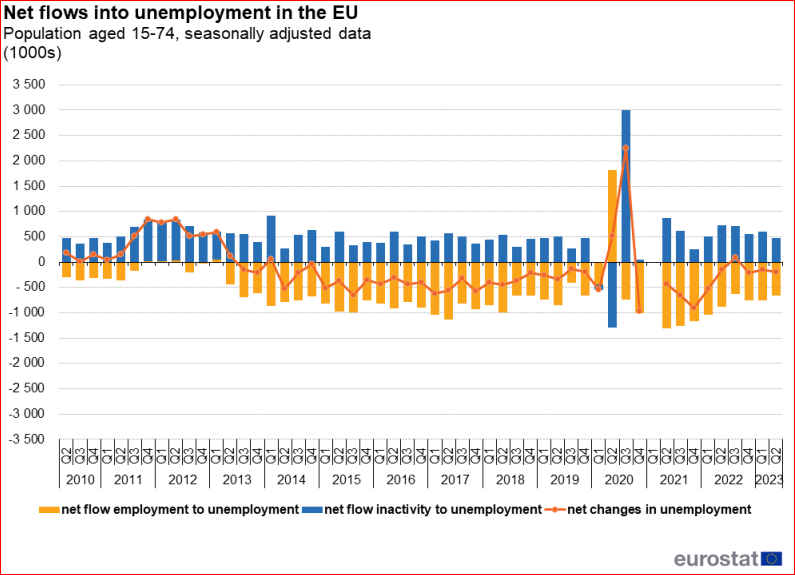 Net flows into unemployment in the EU
Population aged 15-74, seasonally adjusted data
(1000s)
3 500
3 000
2 500
2 000
1 500
1 000
500
0
- 500
-1 000
-1 500
-2 000
-2 500
-3 000
-3 500
Q2 Q3 Q4 Q1 Q2 Q3 Q4 Q1 Q2 Q3 Q4 Q1 Q2 Q3 Q4 Q1 Q2 Q3 Q4 Q1 Q2 Q3 Q4 Q1 Q2 Q3 Q4 Q1 Q2 Q3 Q4 Q1 Q2 Q3 Q4 Q1 Q2 Q3 Q4 Q1 Q2 Q3 Q4 Q1 Q2 Q3 Q4 Q1 Q2 Q3 Q4 Q1 Q2
2010 2011 2012 2013 2014 2015 2016 2017 2018 2019 2020 2021 2022 2023
net flow employment to unemployment net flow inactivity to unemployment net changes in unemployment
eurostat